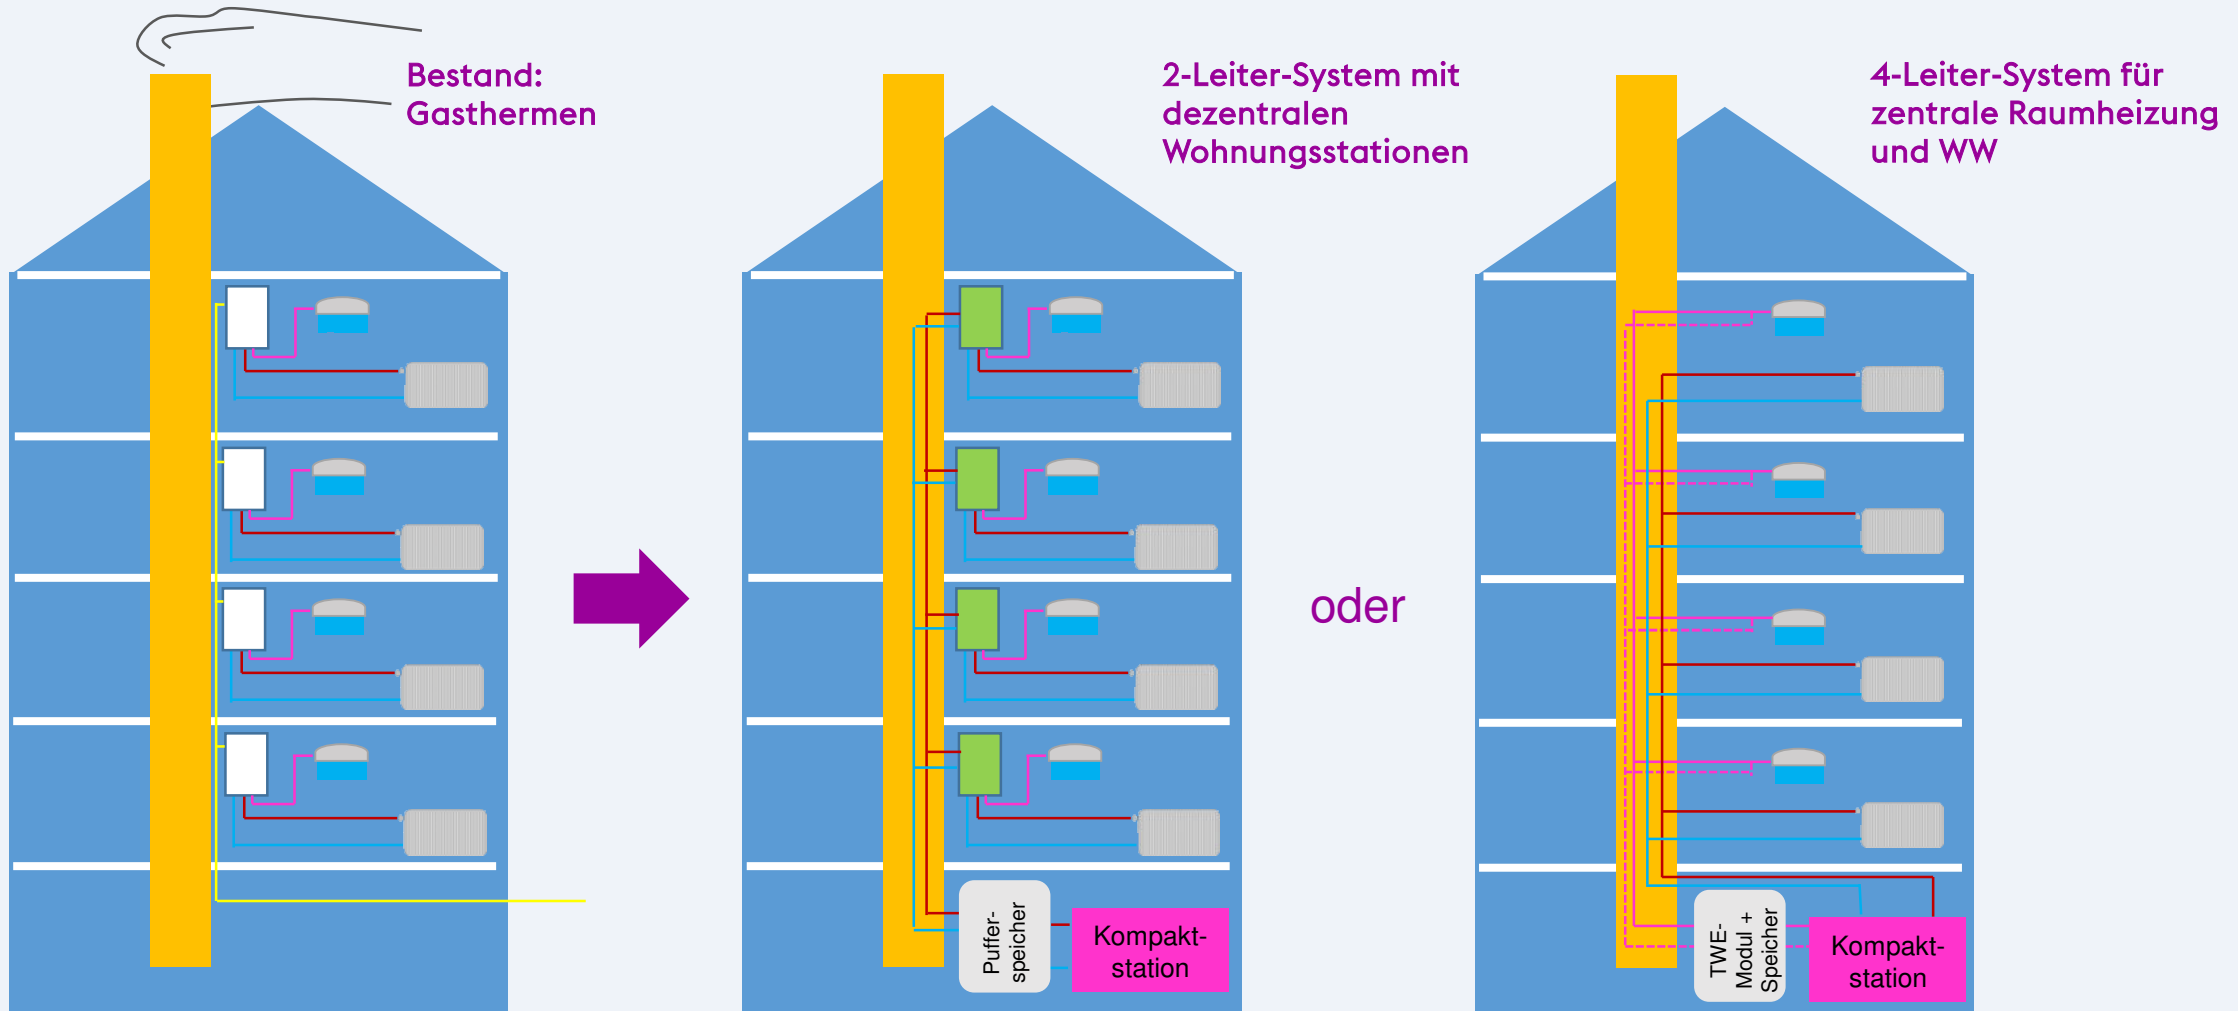 Bestand:
Gasthermen
2-Leiter-System mit
dezentralen
Wohnungsstationen
4-Leiter-System für
zentrale Raumheizung
und WW
oder
Puffer-
speicher
Kompakt-
station
TWE-
Modul +
Speicher
Kompakt-
station